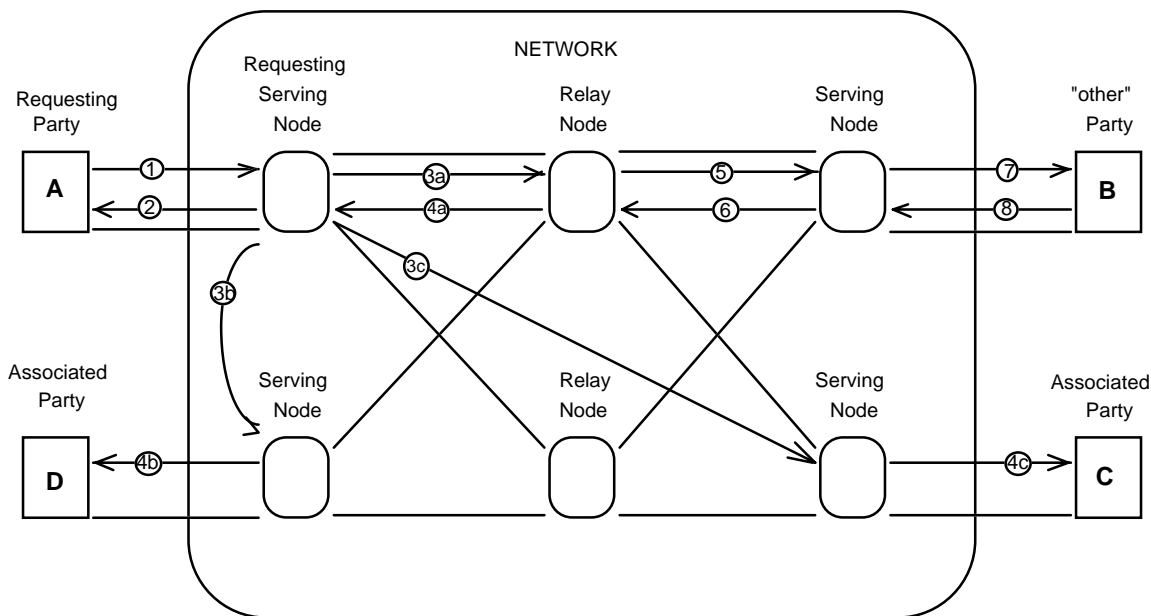 NETWORK
Requesting
Serving
Node
Relay
Node
Serving
Node
Requesting
Party
"other"
Party
A
1
2
3a
4a
5
6
7
8
B
3b
3c
Associated
Party
Serving
Node
Relay
Node
Serving
Node
Associated
Party
D
4b
4c
C